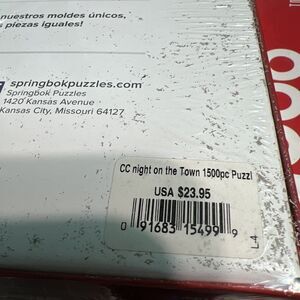 nuestros moldes únicos,
piezas iguales!
springbokpuzzles.com
Springbok Puzzles
1420 Kansas Avenue
Kansas City, Missouri 64127
CC night on the Town 1500pc Puzzl
USA $23.95
0 91683 15499 9
L4